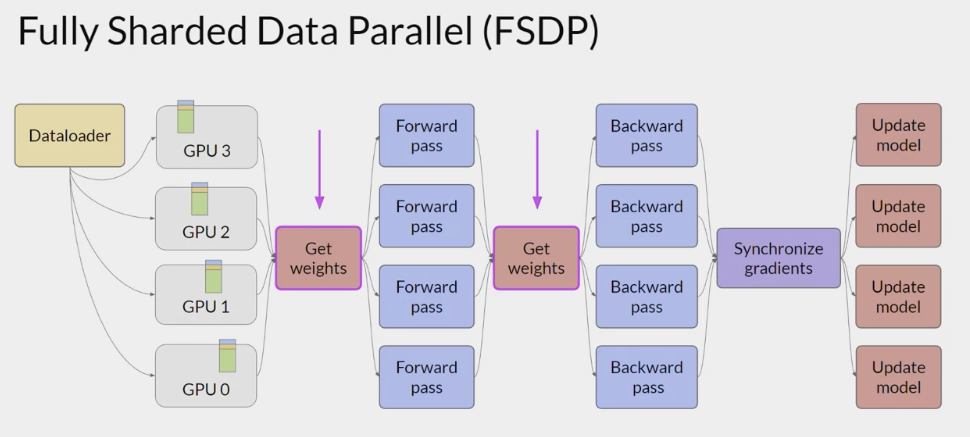 Fully Sharded Data Parallel (FSDP)
Dataloader
GPU 3
GPU 2
GPU 1
GPU 0
Get
weights
Forward
pass
Forward
pass
Forward
pass
Forward
pass
Get
weights
Backward
pass
Backward
pass
Backward
pass
Backward
pass
Synchronize
gradients
Update
model
Update
model
Update
model
Update
model